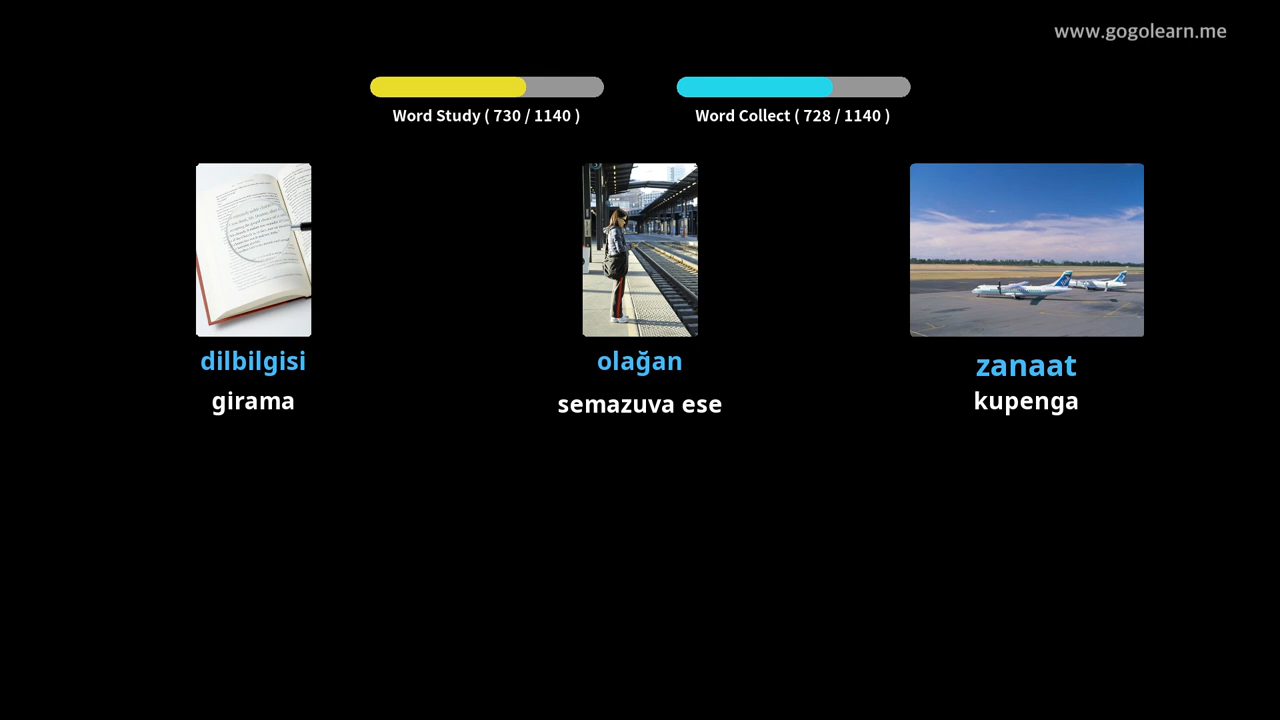 www.gogolearn.me
Word Study ( 730 / 1140 )
Word Collect ( 728 / 1140 )
dilbilgisi
girama
olağan
semazuva ese
zanaat
kupenga